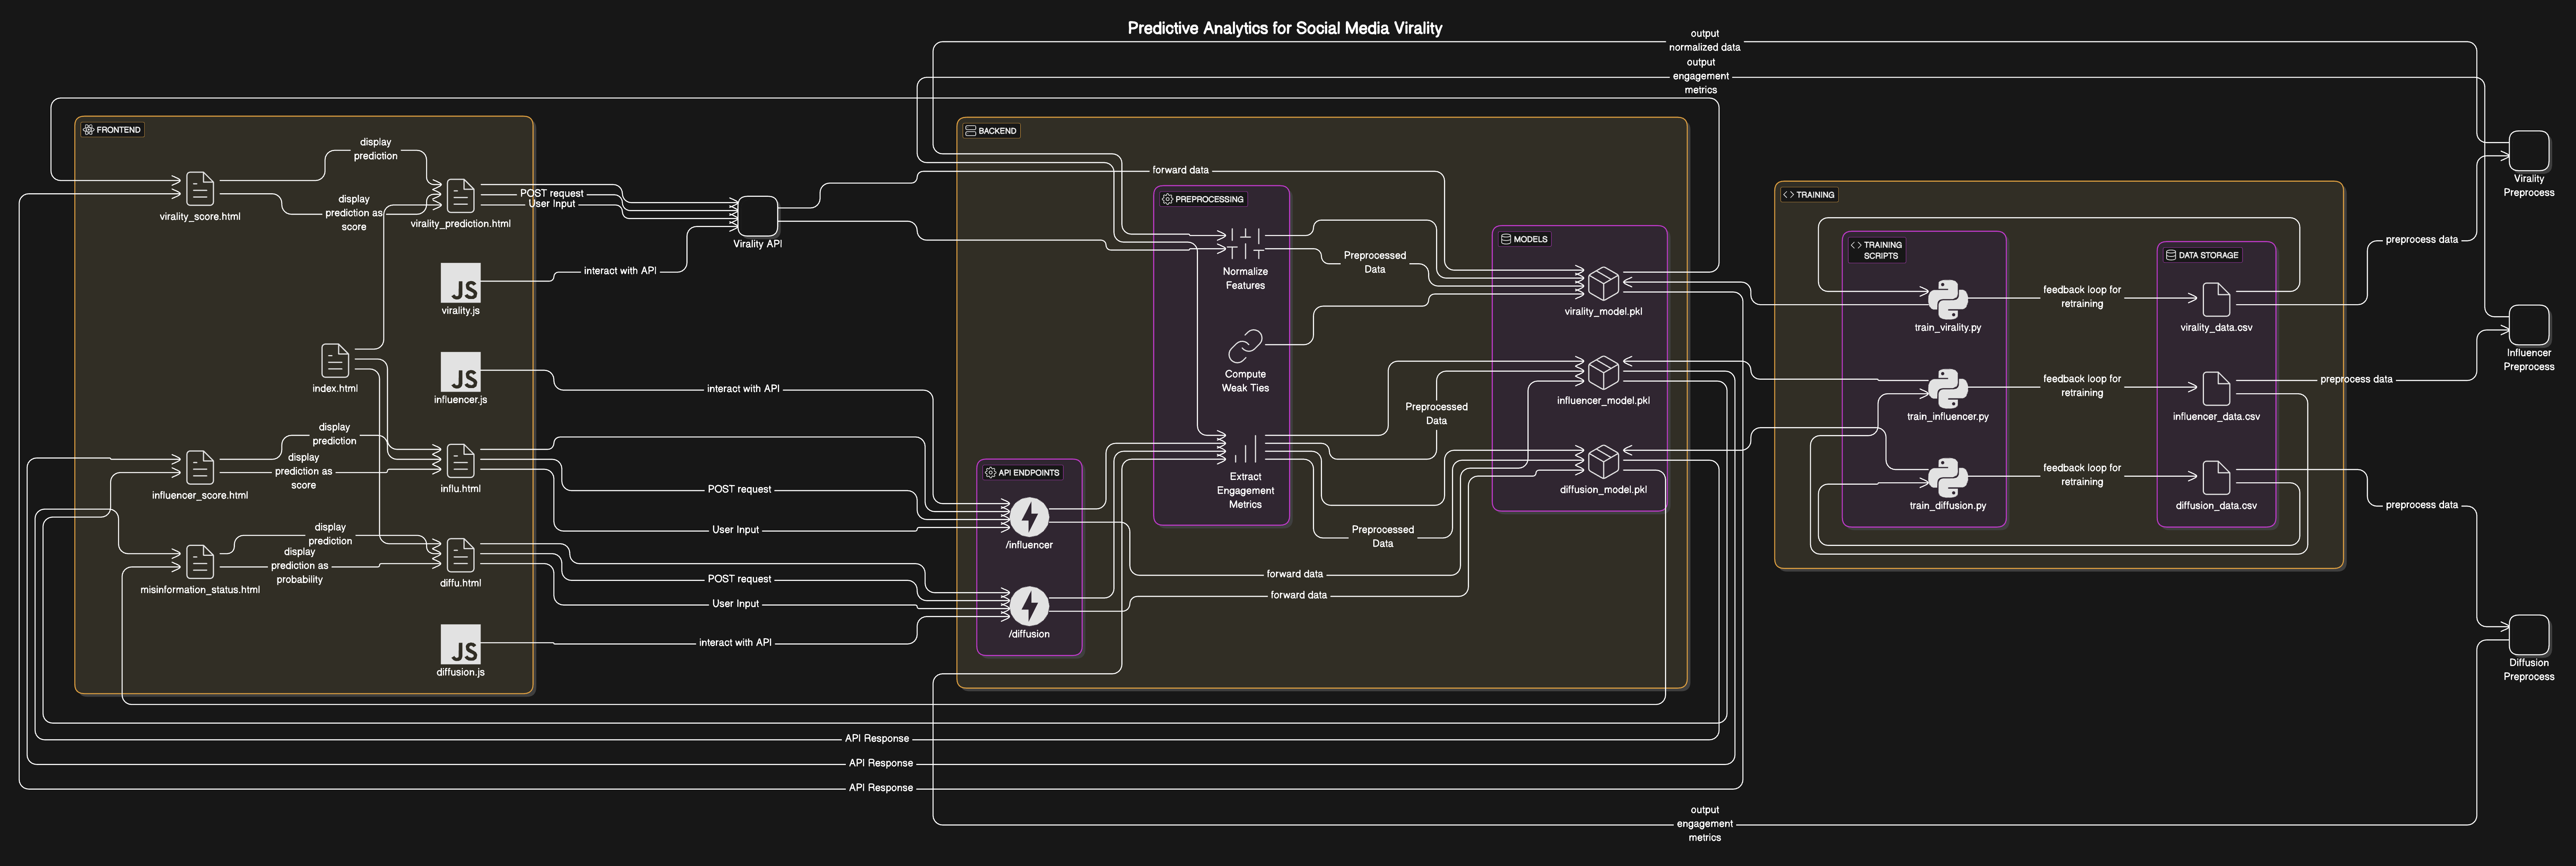 Predictive Analytics for Social Media Virality
output
normalized data
output
engagement
metrics
FRONTEND
display
prediction
virality_score.html
display
prediction as
score
virality_prediction.html
POST request
User Input
Virality API
JS
virality.js
interact with API
index.html
JS
influencer.js
interact with API
display
prediction
influencer_score.html
display
prediction as
score
influ.html
POST request
User Input
display
prediction
misinformation_status.html
display
prediction as
probability
diffu.html
POST request
User Input
JS
diffusion.js
interact with API
BACKEND
forward data
API ENDPOINTS
/influencer
/diffusion
PREPROCESSING
Normalize
Features
Compute
Weak Ties
Extract
Engagement
Metrics
Preprocessed
Data
Preprocessed
Data
Preprocessed
Data
forward data
forward data
MODELS
virality_model.pkl
influencer_model.pkl
diffusion_model.pkl
TRAINING
TRAINING
SCRIPTS
train_virality.py
train_influencer.py
train_diffusion.py
feedback loop for
retraining
feedback loop for
retraining
feedback loop for
retraining
DATA STORAGE
virality_data.csv
influencer_data.csv
diffusion_data.csv
preprocess data
preprocess data
preprocess data
Virality
Preprocess
Influencer
Preprocess
Diffusion
Preprocess
API Response
API Response
API Response
output
engagement
metrics